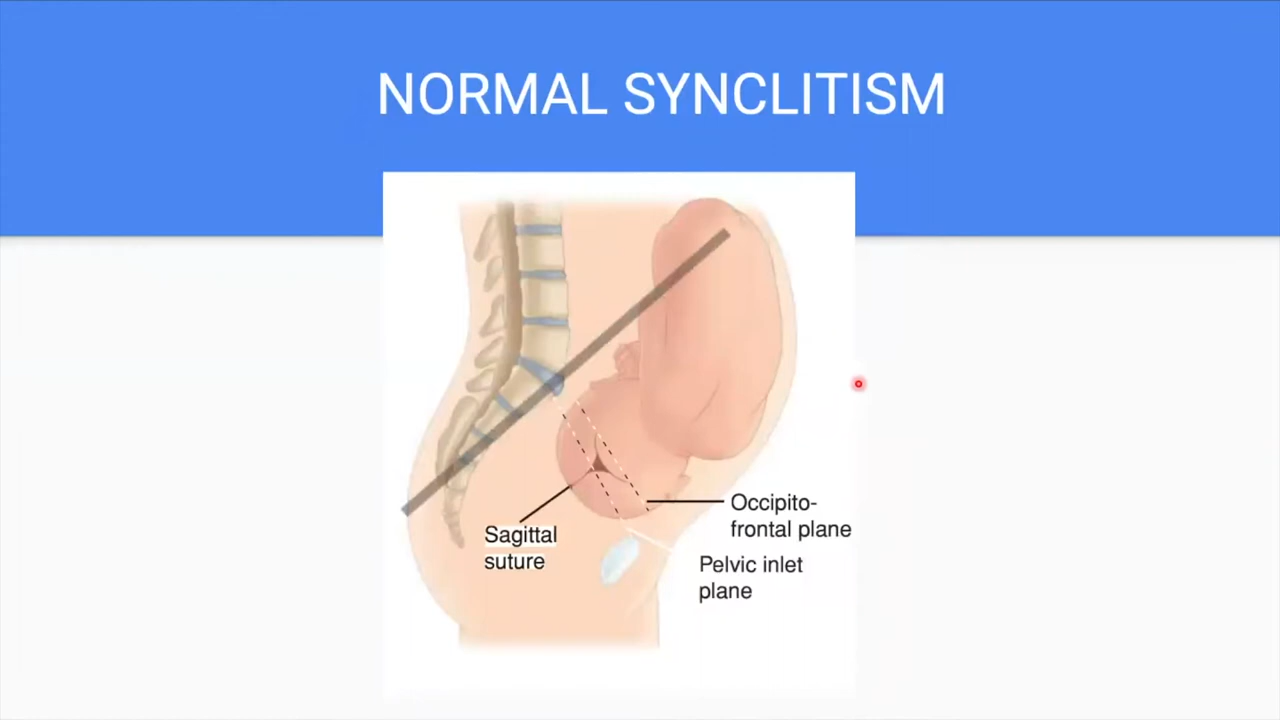 NORMAL SYNCLITISM
Sagittal
suture
Occipito-
frontal plane
Pelvic inlet
plane